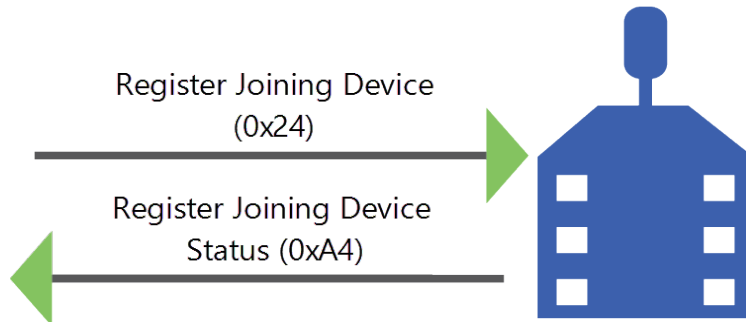 Register Joining Device
(0x24)
Register Joining Device
Status (0xA4)